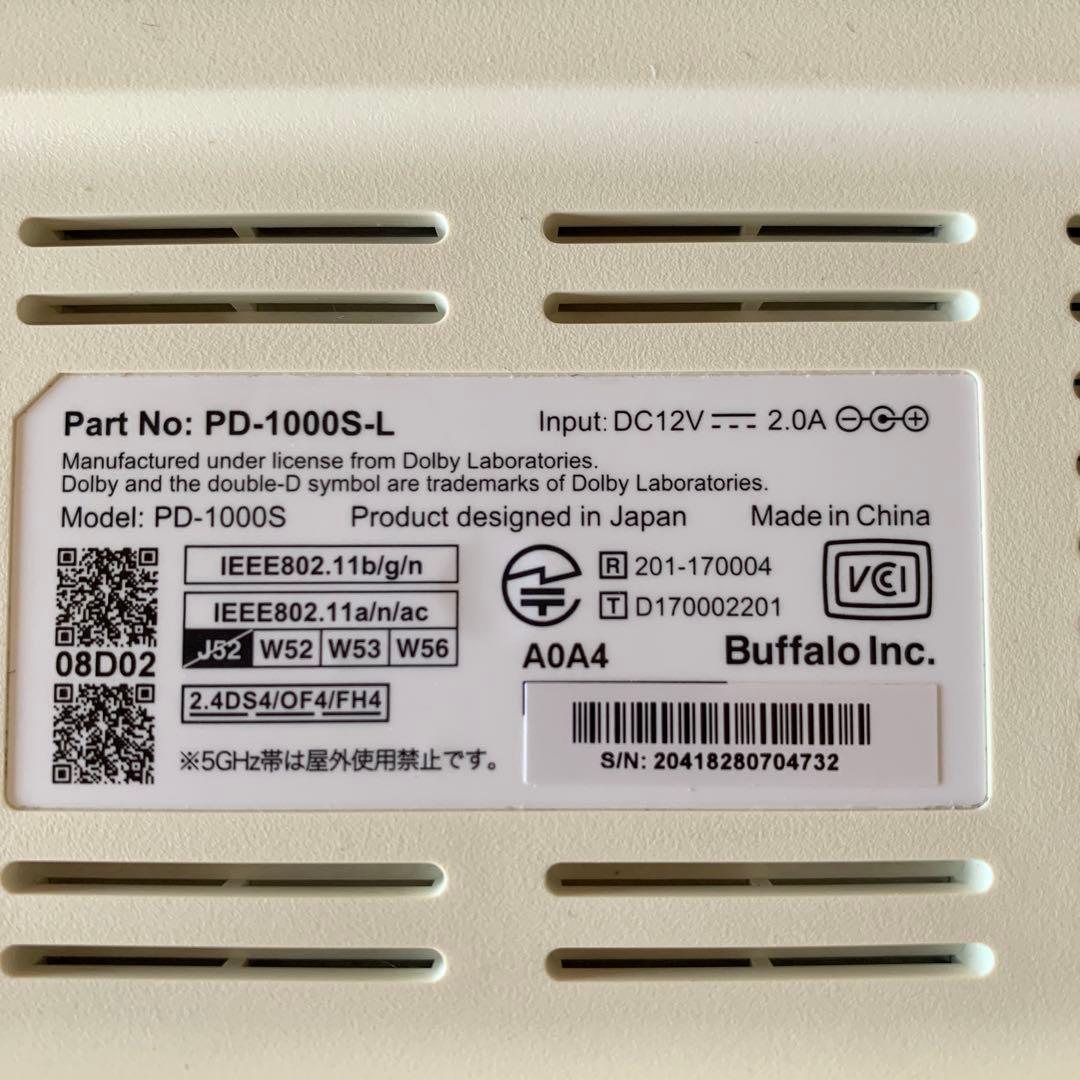 Part No: PD-1000S-L
Input: DC12V 2.0A
Manufactured under license from Dolby Laboratories.
Dolby and the double-D symbol are trademarks of Dolby Laboratories.
Model: PD-1000S Product designed in Japan Made in China
IEEE802.11b/g/n
IEEE802.11a/n/ac
J52 W52 W53 W56
2.4DS4/OF4/FH4
08D02
※5GHz帯は屋外使用禁止です。
R 201-170004
T D170002201
VCI
A0A4
Buffalo Inc.
S/N: 20418280704732